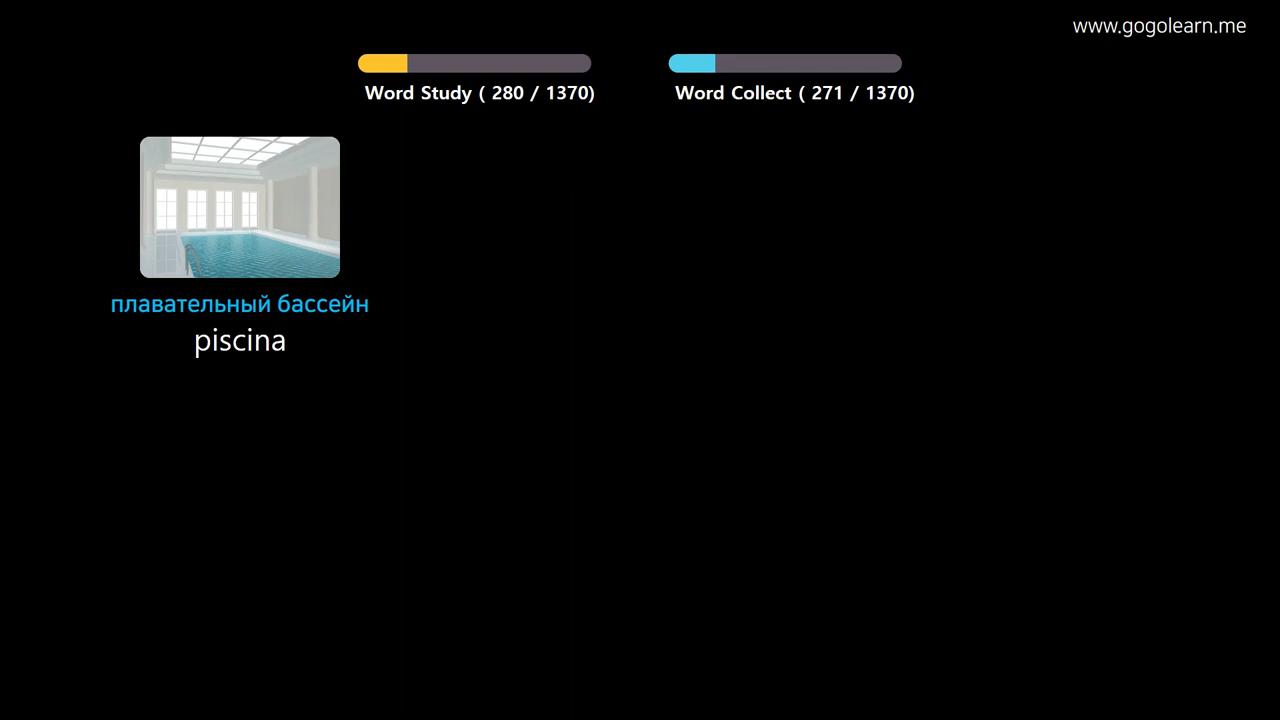 www.gogolearn.me
Word Study ( 280 / 1370)
Word Collect ( 271 / 1370)
плавательный бассейн
piscina